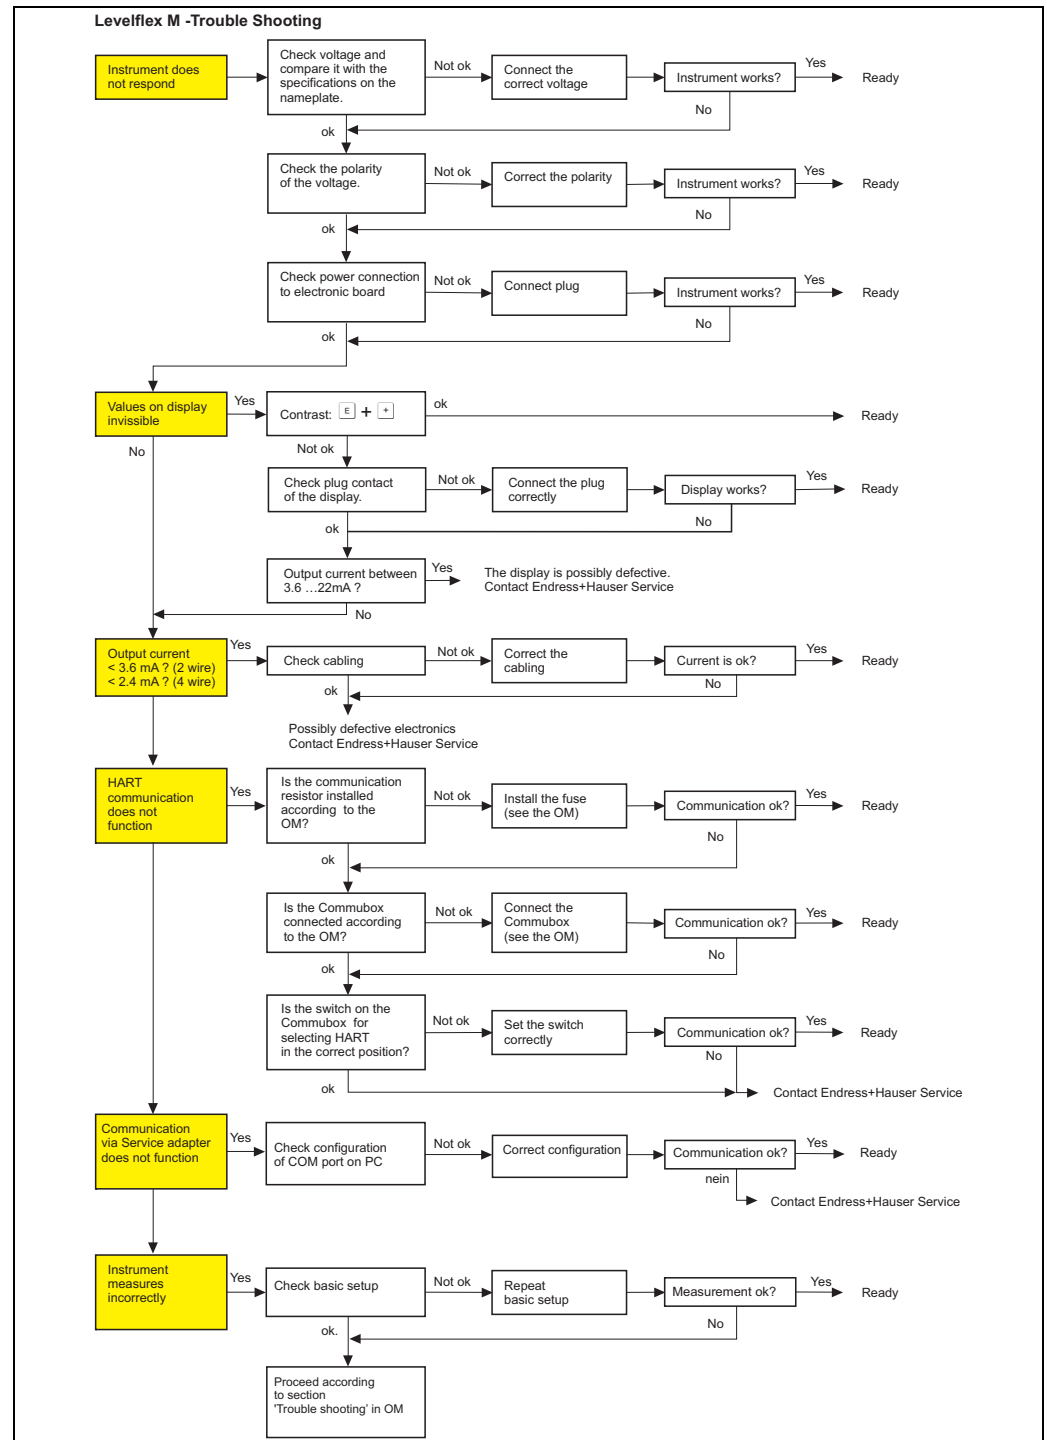 Levelflex M -Trouble Shooting
Instrument does
not respond
Check voltage and
compare it with the
specifications on the
nameplate.
Not ok
Connect the
correct voltage
Instrument works?
Yes
Ready
No
ok
Check the polarity
of the voltage.
Not ok
Correct the polarity
Instrument works?
Yes
Ready
No
ok
Check power connection
to electronic board
Not ok
Connect plug
Instrument works?
Yes
Ready
No
ok
Values on display
invissible
Yes
Contrast: E + +
ok
Ready
No
Not ok
Check plug contact
of the display.
Not ok
Connect the plug
correctly
Display works?
Yes
Ready
No
ok
Output current between
3.6 ...22mA ?
Yes
The display is possibly defective.
Contact Endress+Hauser Service
No
Output current
< 3.6 mA ? (2 wire)
< 2.4 mA ? (4 wire)
Yes
Check cabling
Not ok
Correct the
cabling
Current is ok?
Yes
Ready
No
ok
Possibly defective electronics
Contact Endress+Hauser Service
HART
communication
does not
function
Yes
Is the communication
resistor installed
according to the
OM?
Not ok
Install the fuse
(see the OM)
Communication ok?
Yes
Ready
No
ok
Is the Commubox
connected according
to the OM?
Not ok
Connect the
Commubox
(see the OM)
Communication ok?
Yes
Ready
No
ok
Is the switch on the
Commubox for
selecting HART
in the correct position?
Not ok
Set the switch
correctly
Communication ok?
Yes
Ready
No
ok
Contact Endress+Hauser Service
Communication
via Service adapter
does not function
Yes
Check configuration
of COM port on PC
Not ok
Correct configuration
Communication ok?
Yes
Ready
nein
Contact Endress+Hauser Service
Instrument
measures
incorrectly
Yes
Check basic setup
Not ok
Repeat
basic setup
Measurement ok?
Yes
Ready
No
ok.
Proceed according
to section
'Trouble shooting' in OM